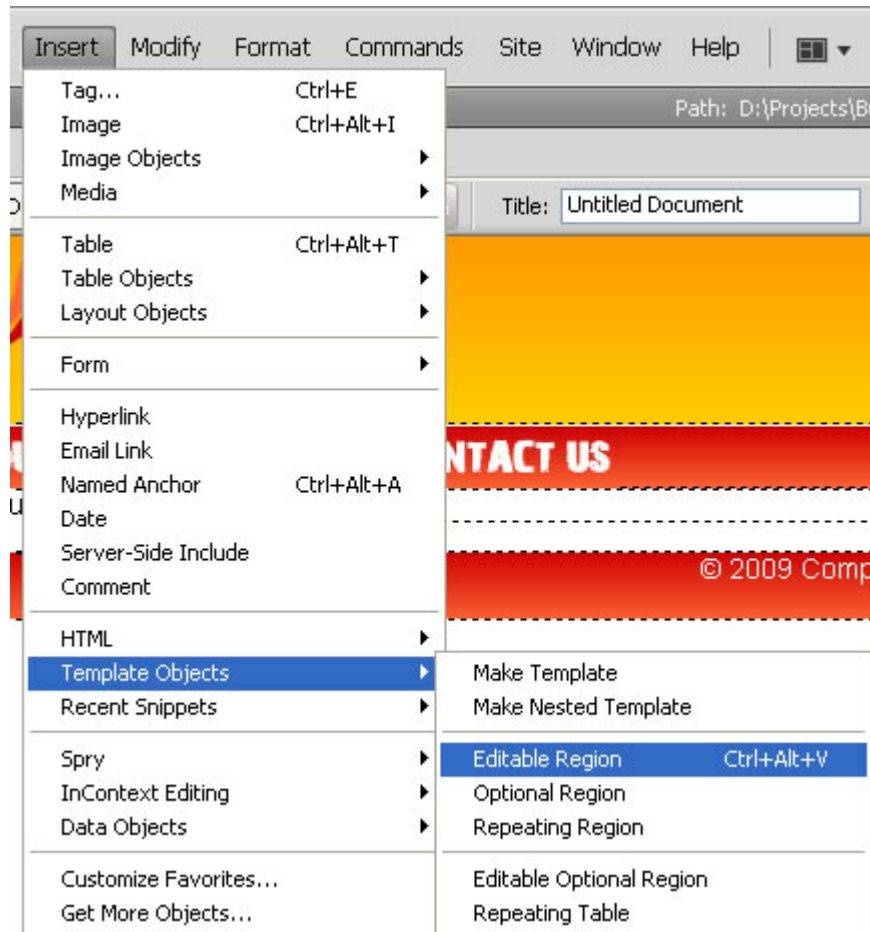 Insert Modify Format Commands Site Window Help
Path: D:\Projects\B
Title: Untitled Document
Tag... Ctrl+E
Image Ctrl+Alt+I
Image Objects
Media
Table Ctrl+Alt+T
Table Objects
Layout Objects
Form
Hyperlink
Email Link
Named Anchor Ctrl+Alt+A
Date
Server-Side Include
Comment
HTML
Template Objects
Recent Snippets
Spry
InContext Editing
Data Objects
Customize Favorites...
Get More Objects...
NTACT US
© 2009 Comp
Make Template
Make Nested Template
Editable Region Ctrl+Alt+V
Optional Region
Repeating Region
Editable Optional Region
Repeating Table